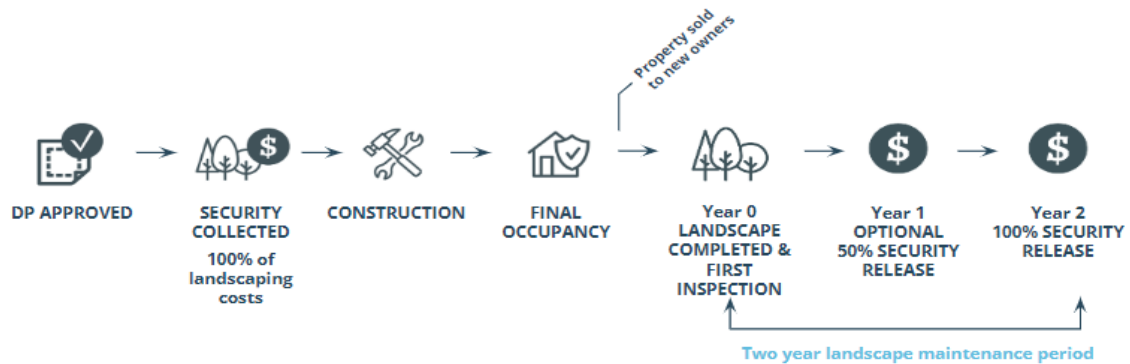 Property sold
to new owners
$
$
$
DP APPROVED
SECURITY
COLLECTED
100% of
landscaping
costs
CONSTRUCTION
FINAL
OCCUPANCY
Year 0
LANDSCAPE
COMPLETED &
FIRST
INSPECTION
Year 1
OPTIONAL
50% SECURITY
RELEASE
Year 2
100% SECURITY
RELEASE
Two year landscape maintenance period